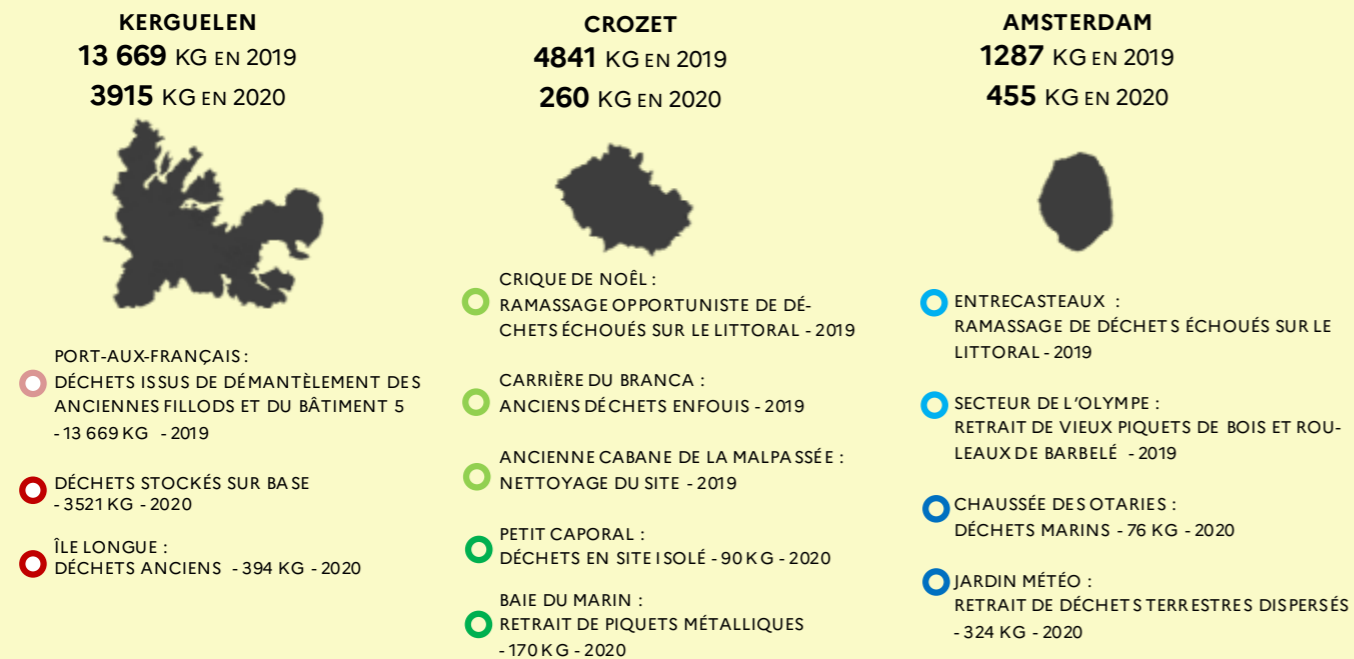 KERGUELEN
13 669 KG EN 2019
3915 KG EN 2020
PORT-AUX-FRANÇAIS :
DÉCHETS ISSUS DE DÉMANTÈLEMENT DES
ANCIENNES FILLODS ET DU BÂTIMENT 5
- 13 669 KG - 2019
DÉCHETS STOCKÉS SUR BASE
- 3521 KG - 2020
ÎLE LONGUE :
DÉCHETS ANCIENS - 394 KG - 2020
CROZET
4841 KG EN 2019
260 KG EN 2020
CRIQUE DE NOÊL :
RAMASSAGE OPPORTUNISTE DE DÉ-
CHETS ÉCHOUÉS SUR LE LITTORAL - 2019
CARRIÈRE DU BRANCA :
ANCIENS DÉCHETS ENFOUIS - 2019
ANCIENNE CABANE DE LA MALPASSÉE :
NETTOYAGE DU SITE - 2019
PETIT CAPORAL :
DÉCHETS EN SITE ISOLÉ - 90 KG - 2020
BAIE DU MARIN :
RETRAIT DE PIQUETS MÉTALLIQUES
- 170 KG - 2020
AMSTERDAM
1287 KG EN 2019
455 KG EN 2020
ENTRECASTEAUX :
RAMASSAGE DE DÉCHETS ÉCHOUÉS SUR LE
LITTORAL - 2019
SECTEUR DE L'OLYMPE :
RETRAIT DE VIEUX PIQUETS DE BOIS ET ROU-
LEAUX DE BARBELÉ - 2019
CHAUSSÉE DES OTARIES :
DÉCHETS MARINS - 76 KG - 2020
JARDIN MÉTÉO :
RETRAIT DE DÉCHETS TERRESTRES DISPERSÉS
- 324 KG - 2020